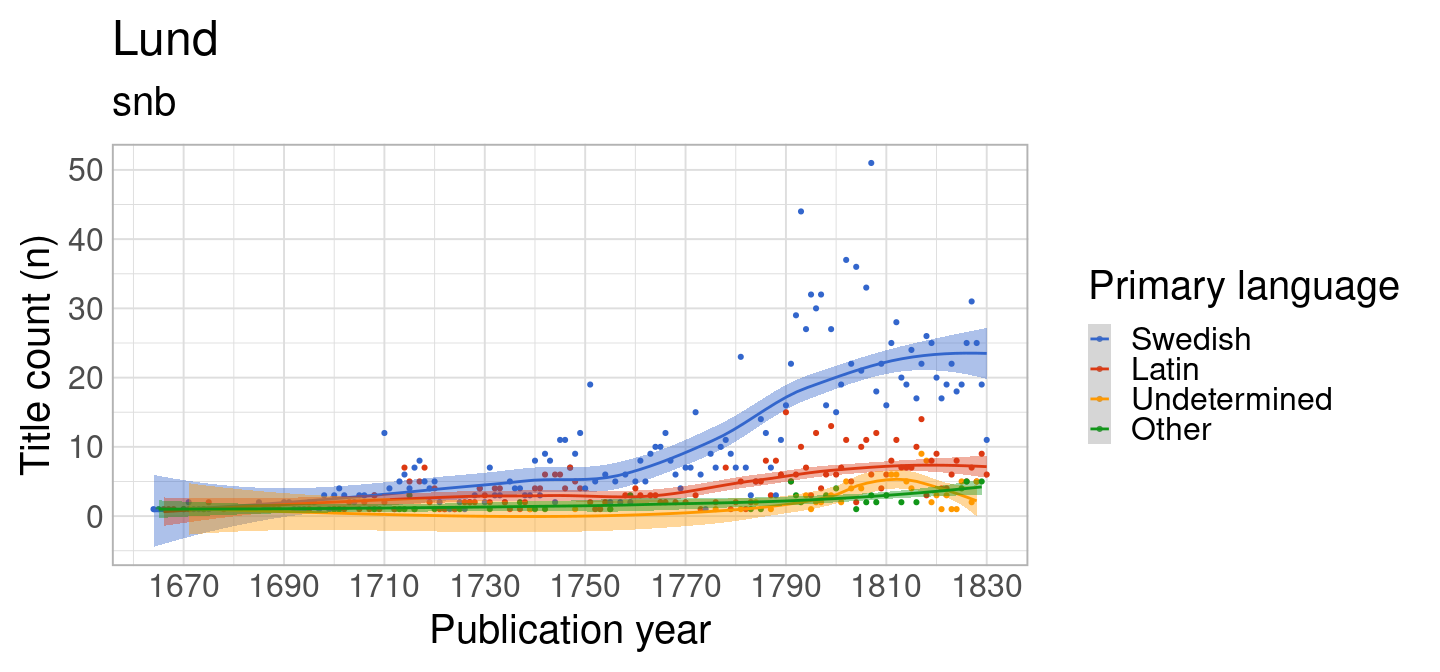 Lund
snb
50
40
30
20
10
0
Title count (n)
1670 1690 1710 1730 1750 1770 1790 1810 1830
Publication year
Primary language
Swedish
Latin
Undetermined
Other